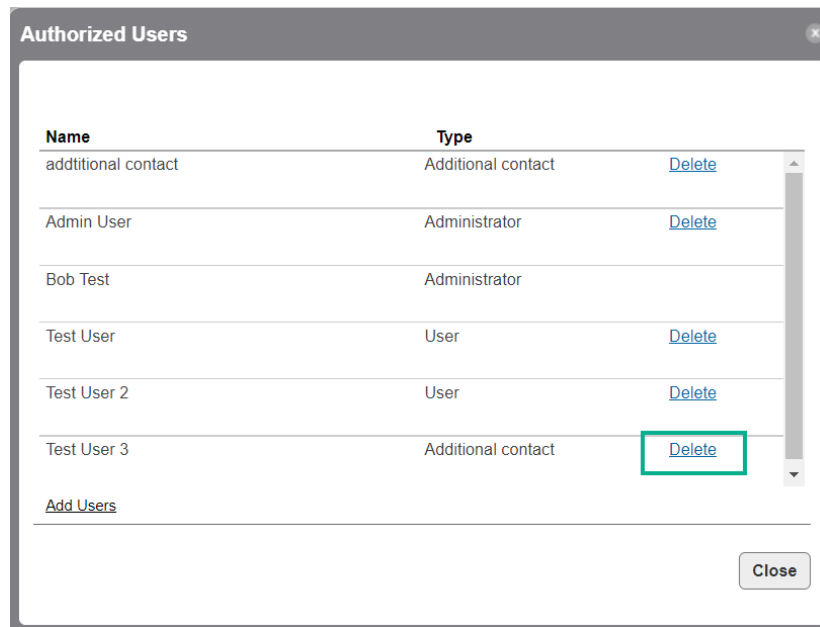 Authorized Users
x
Name Type
addtitional contact Additional contact Delete
Admin User Administrator Delete
Bob Test Administrator
Test User User Delete
Test User 2 User Delete
Test User 3 Additional contact Delete
Add Users
Close